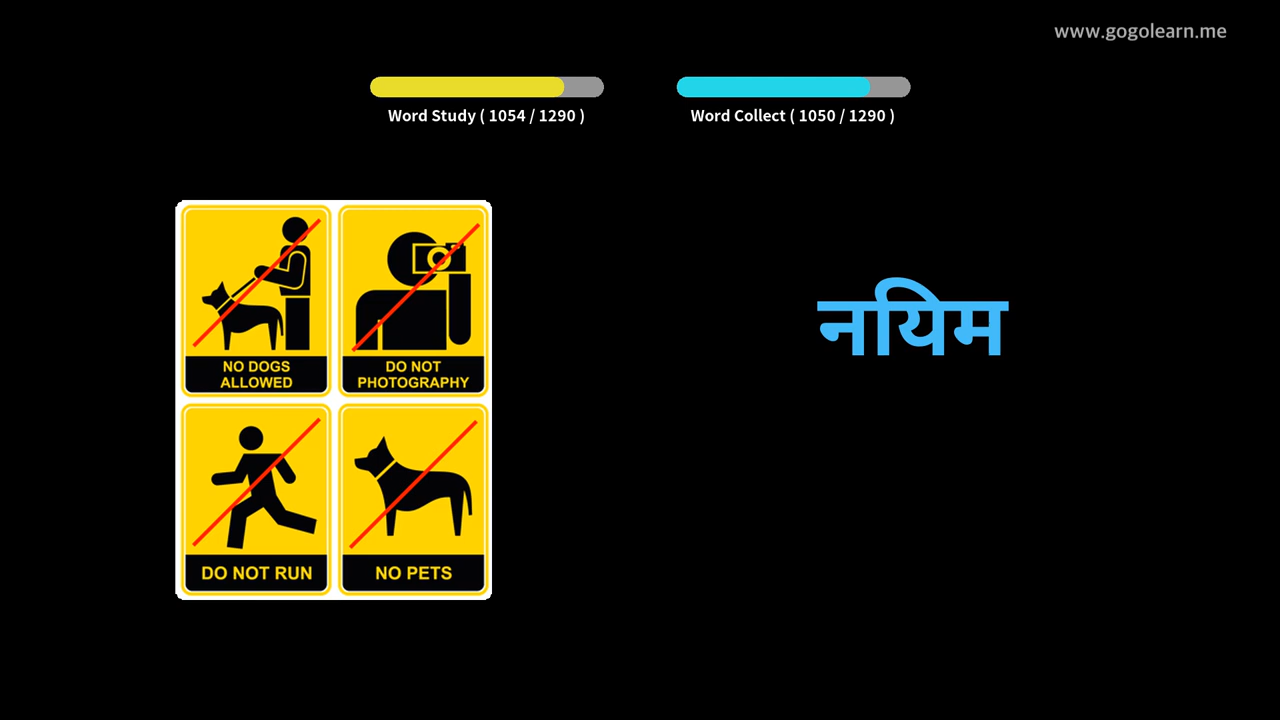 www.gogolearn.me
Word Study ( 1054 / 1290 )
Word Collect ( 1050 / 1290 )
NO DOGS
ALLOWED
DO NOT
PHOTOGRAPHY
DO NOT RUN
NO PETS
नयिम